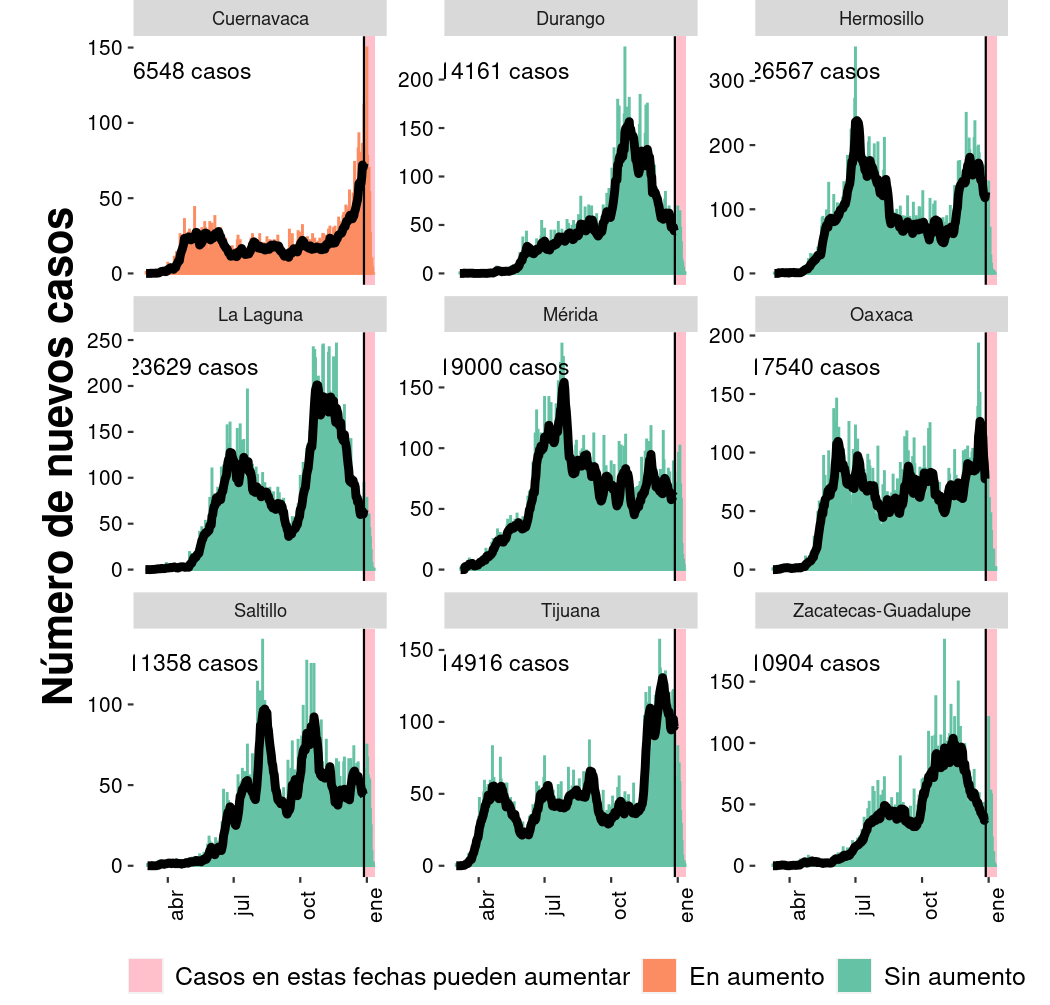 Número de nuevos casos
Cuernavaca
Durango
Hermosillo
150
100
50
0
6548 casos
200
150
100
50
0
14161 casos
300
200
100
0
26567 casos
La Laguna
Mérida
Oaxaca
250
200
150
100
50
0
23629 casos
150
100
50
0
19000 casos
200
150
100
50
0
17540 casos
Saltillo
Tijuana
Zacatecas-Guadalupe
100
50
0
11358 casos
150
100
50
0
14916 casos
150
100
50
0
10904 casos
abr jul oct ene
abr jul oct ene
abr jul oct ene
Casos en estas fechas pueden aumentar En aumento Sin aumento